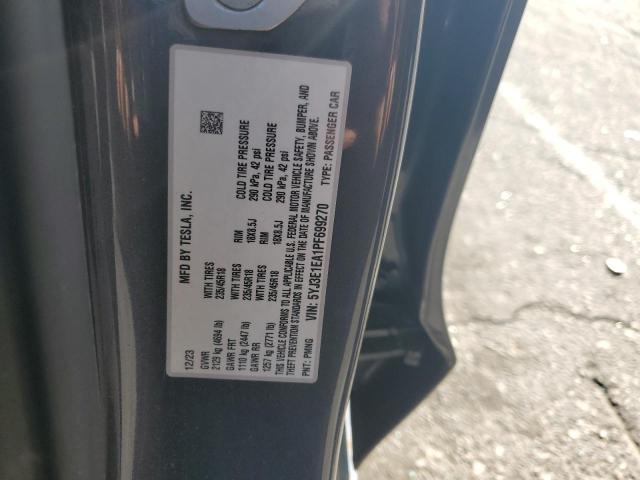 MFD BY TESLA, INC.
12/23
GVWR
2129 kg (4694 lb)
WITH TIRES
235/45R18
RIM
18X8.5J
COLD TIRE PRESSURE
290 kPa, 42 psi
GAWR FRT
1110 kg (2447 lb)
WITH TIRES
235/45R18
RIM
18X8.5J
COLD TIRE PRESSURE
290 kPa, 42 psi
GAWR RR
1257 kg (2771 lb)
WITH TIRES
235/45R18
THIS VEHICLE CONFORMS TO ALL APPLICABLE U.S. FEDERAL MOTOR VEHICLE SAFETY, BUMPER, AND
THEFT PREVENTION STANDARDS IN EFFECT ON THE DATE OF MANUFACTURE SHOWN ABOVE.
PNT: PMNG
VIN: 5YJ3E1EA1PF699270
TYPE: PASSENGER CAR